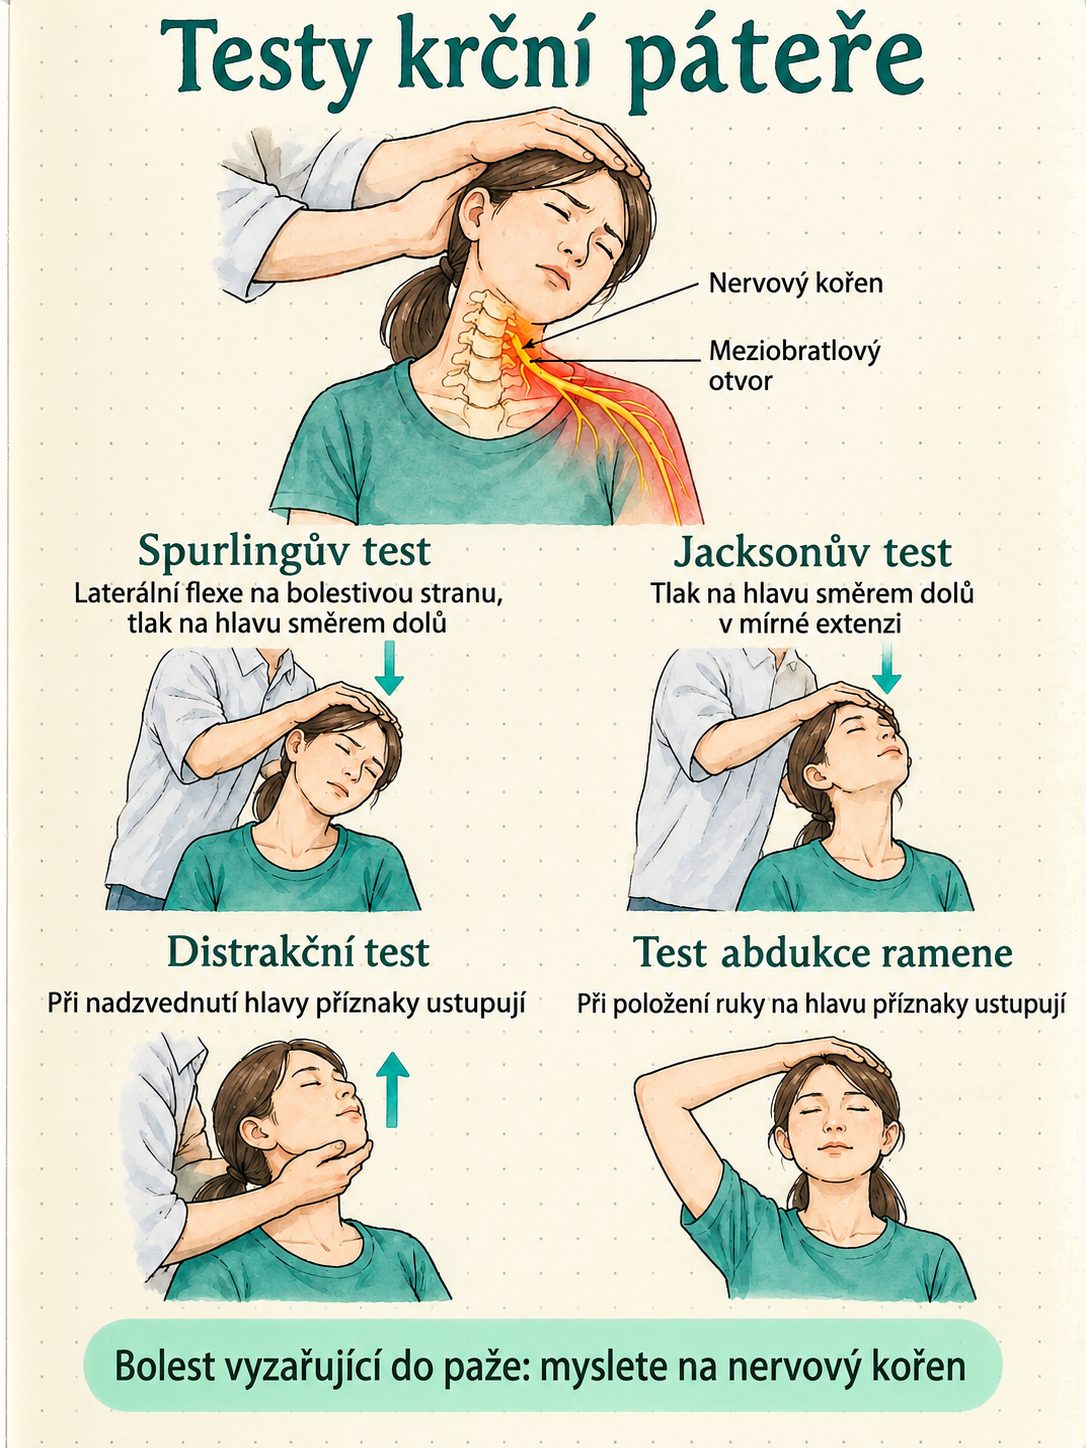 Testy krční páteře
Nervový kořen
Meziobratlový
otvor
Spurlingův test
Laterální flexe na bolestivou stranu,
tlak na hlavu směrem dolů
Jacksonův test
Tlak na hlavu směrem dolů
v mírné extenzi
Distrakční test
Při nadzvednutí hlavy příznaky ustupují
Test abdukce ramene
Při položení ruky na hlavu příznaky ustupují
Bolest vyzařující do paže: myslete na nervový kořen